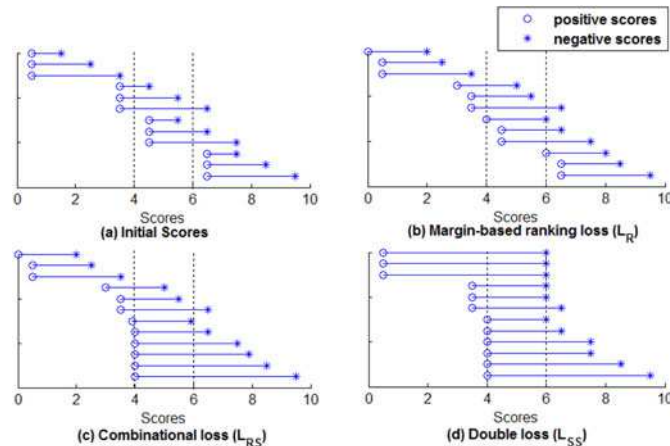 positive scores
negative scores
0 2 4 6 8 10
Scores
(a) Initial Scores
0 2 4 6 8 10
Scores
(b) Margin-based ranking loss (L_R)
0 2 4 6 8 10
Scores
(c) Combinational loss (L_RS)
0 2 4 6 8 10
Scores
(d) Double loss (L_SS)